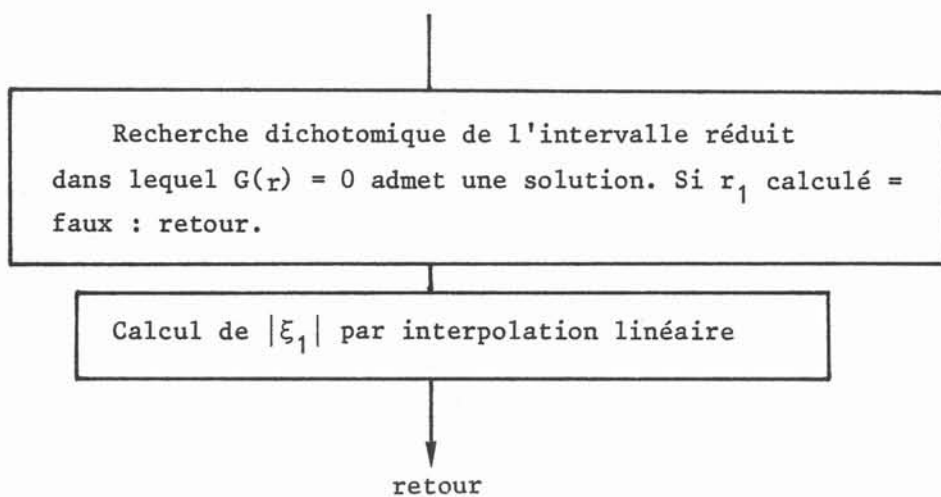 Recherche dichotomique de l'intervalle réduit
dans lequel G(r) = 0 admet une solution. Si r₁ calculé =
faux : retour.
Calcul de |ξ₁| par interpolation linéaire
retour